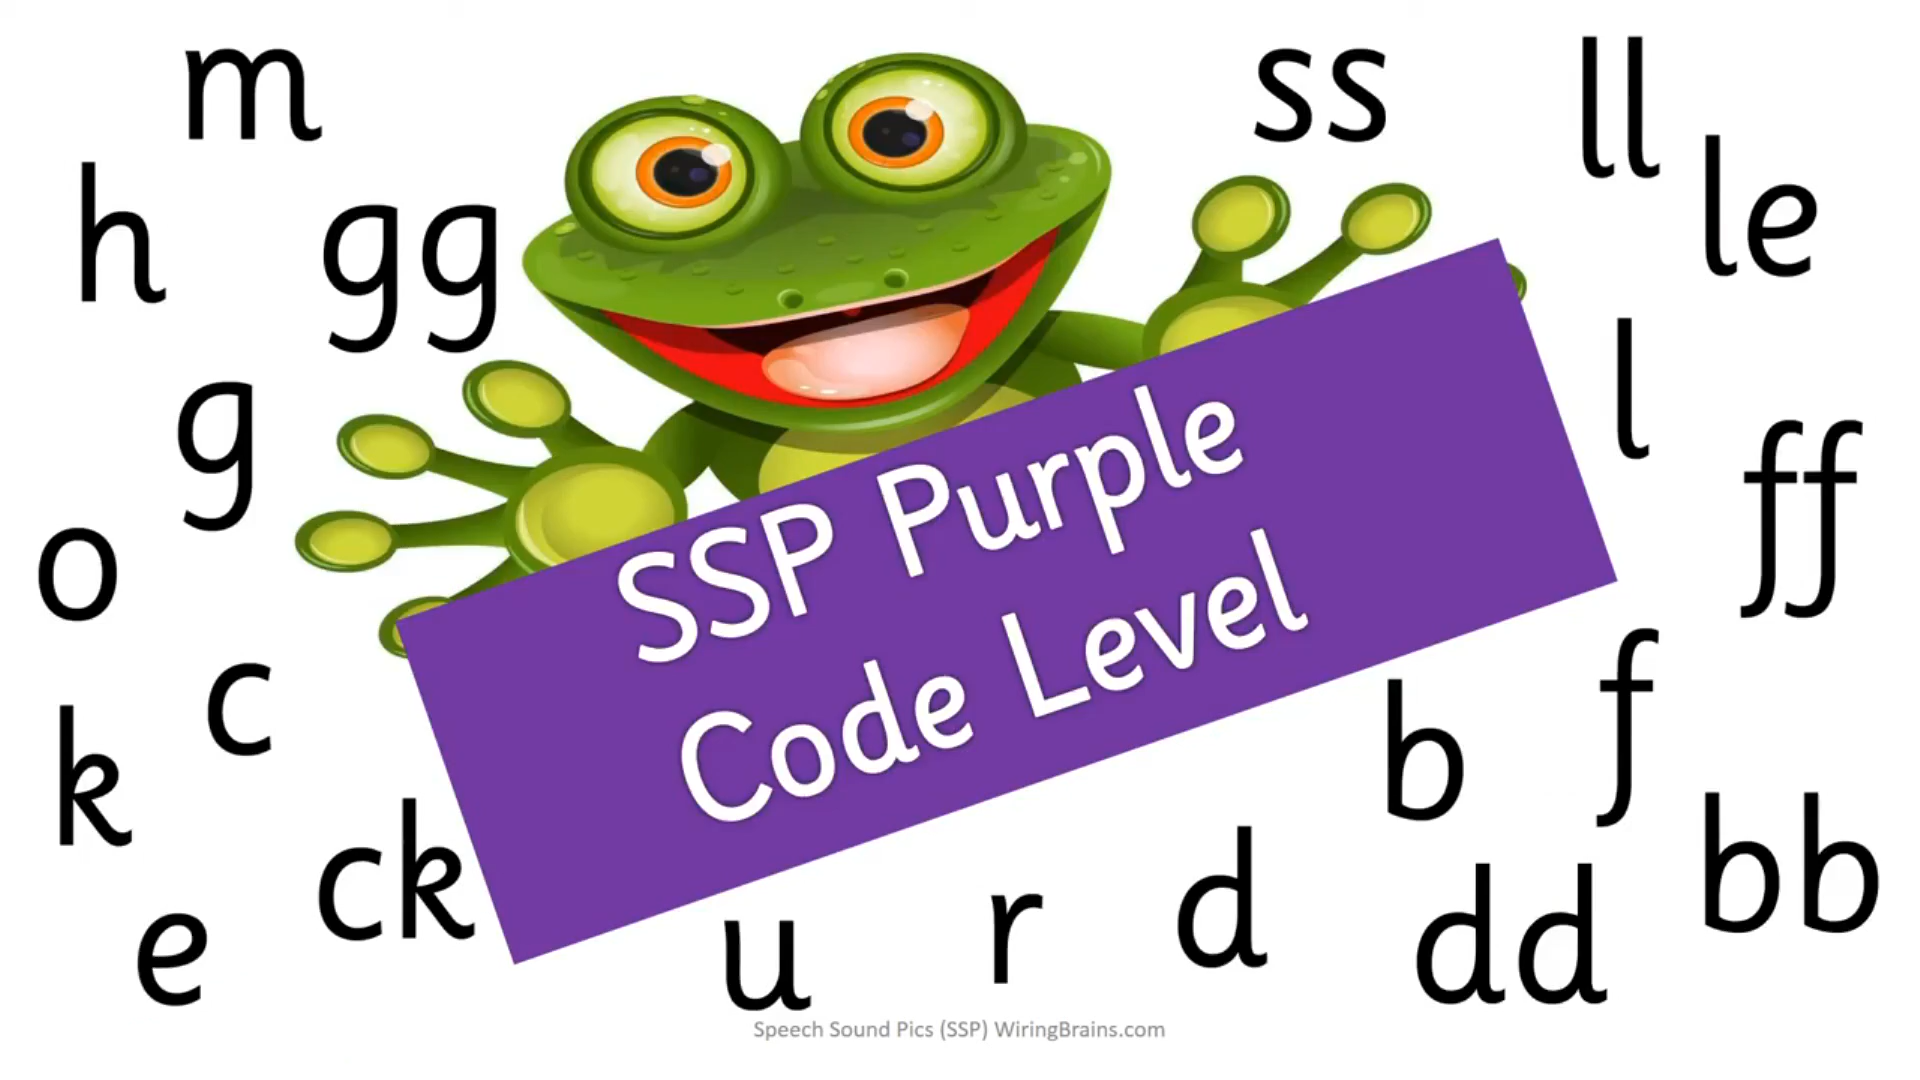 m
ss
ll
h
gg
le
g
l
ff
o
SSP Purple
Code Level
c
k
ck
e
u
r
d
b
f
dd
bb
Speech Sound Pics (SSP) WiringBrains.com